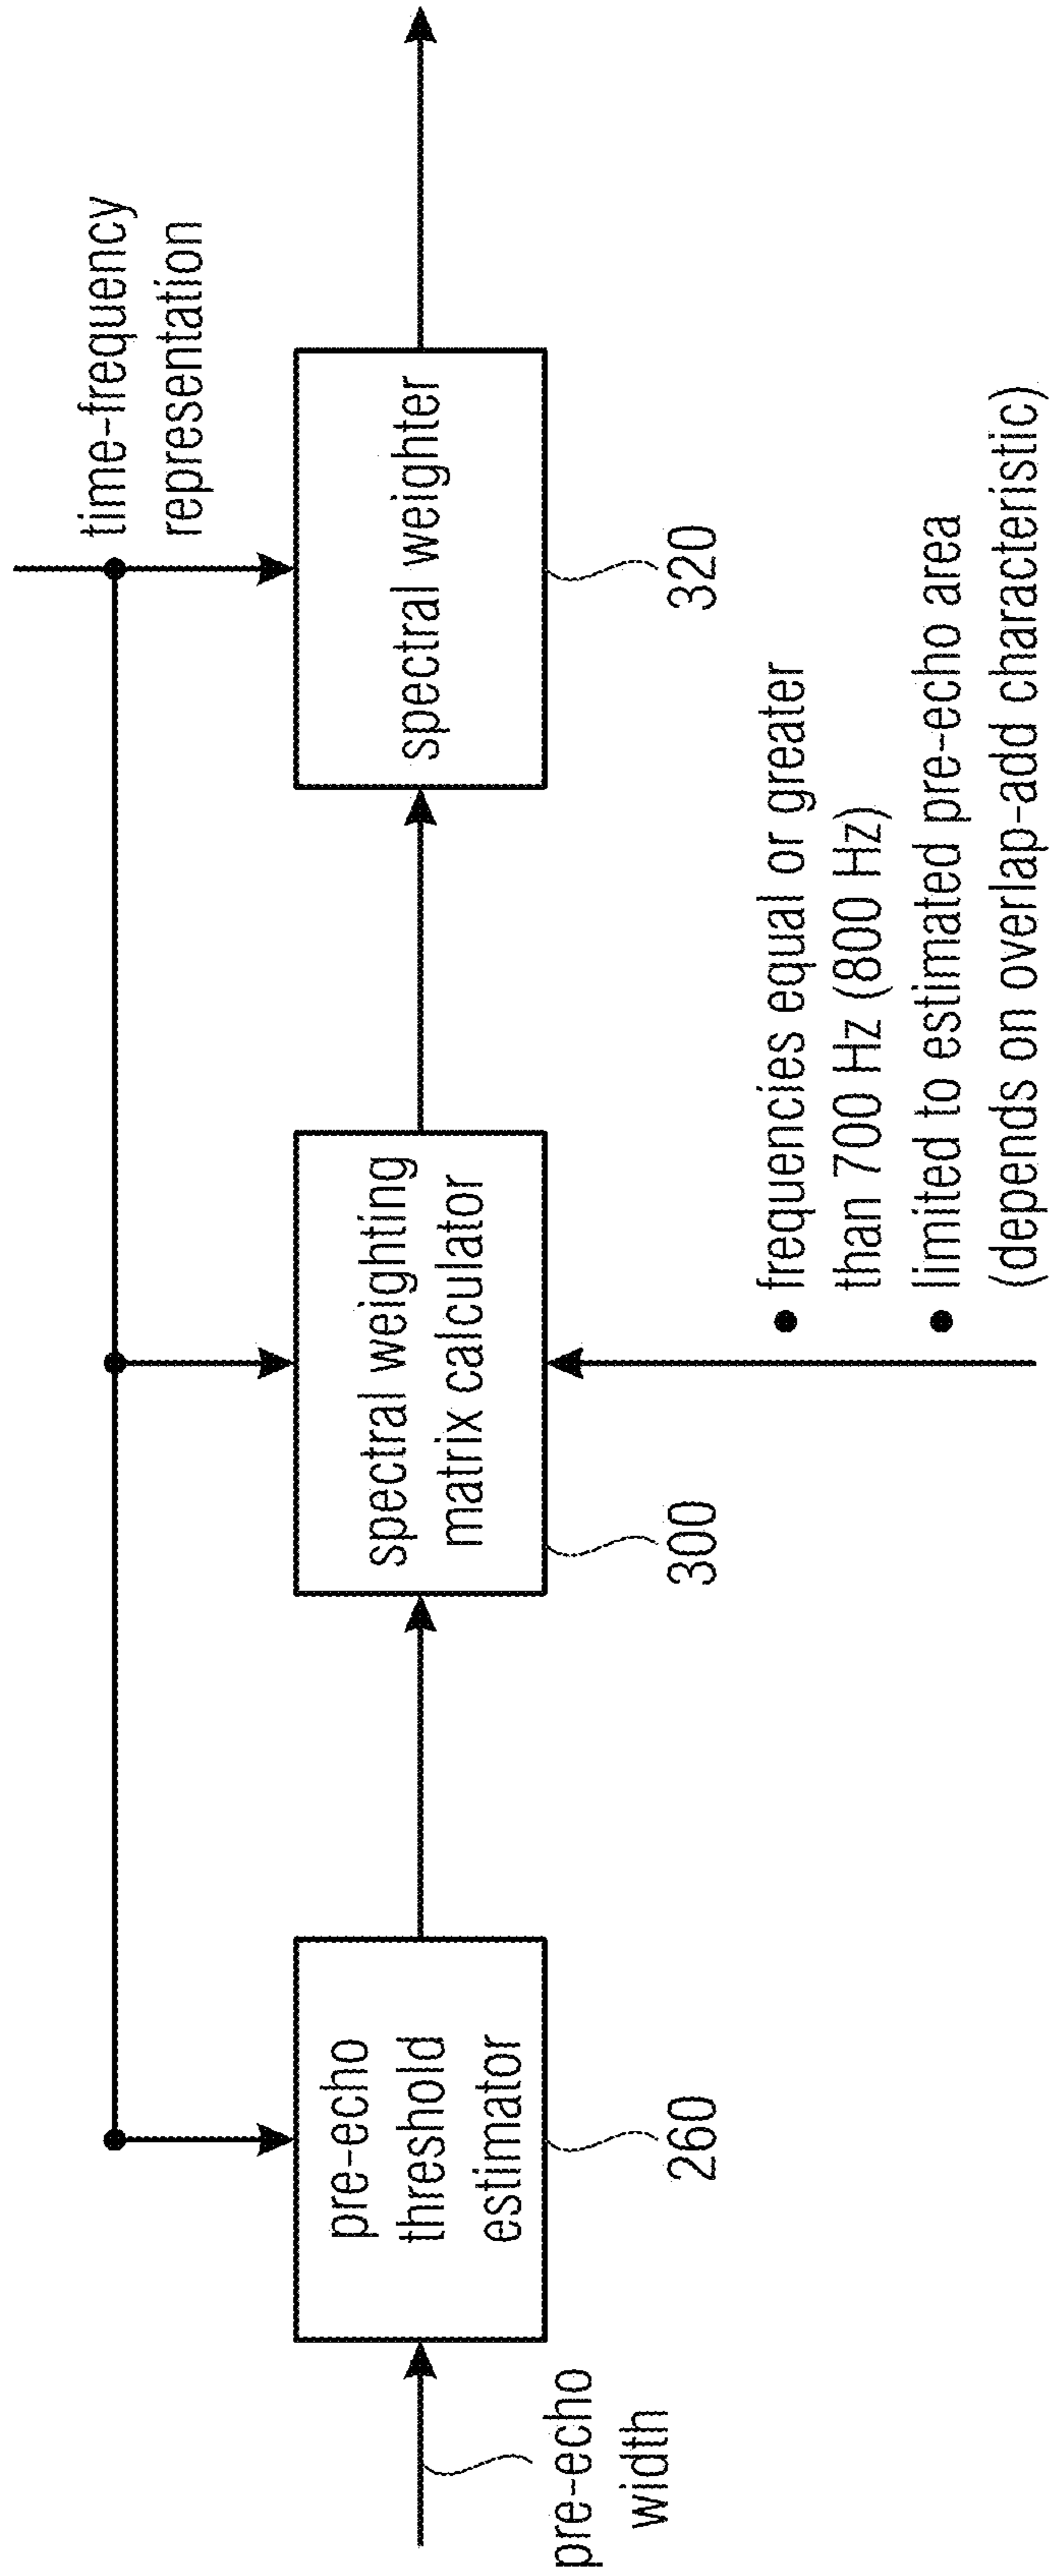 time-frequency
representation
pre-echo
threshold
estimator
spectral weighting
matrix calculator
spectral weighter
pre-echo
width
260
300
320
● frequencies equal or greater
than 700 Hz (800 Hz)
● limited to estimated pre-echo area
(depends on overlap-add characteristic)